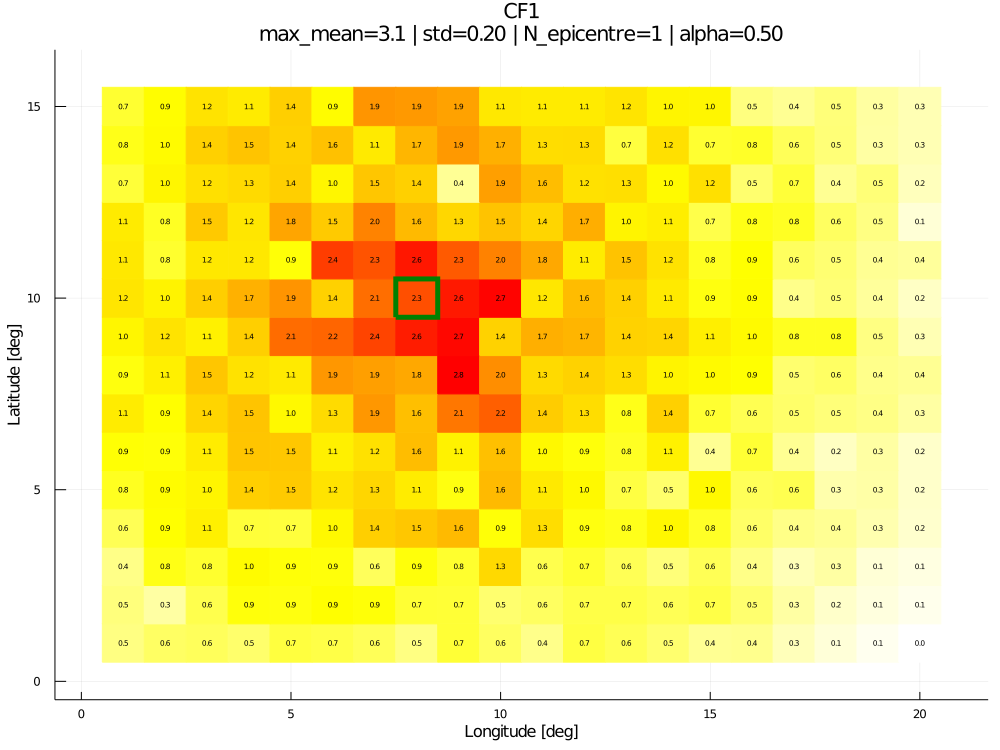 CF1
max_mean=3.1 | std=0.20 | N_epicentre=1 | alpha=0.50
15 0.7 0.9 1.2 1.1 1.4 0.9 1.9 1.9 1.9 1.1 1.1 1.1 1.2 1.0 1.0 0.5 0.4 0.5 0.3 0.3
0.8 1.0 1.4 1.5 1.4 1.6 1.1 1.7 1.9 1.7 1.3 1.3 0.7 1.2 0.7 0.8 0.6 0.5 0.3 0.3
0.7 1.0 1.2 1.3 1.4 1.0 1.5 1.4 0.4 1.9 1.6 1.2 1.3 1.0 1.2 0.5 0.7 0.4 0.5 0.2
1.1 0.8 1.5 1.2 1.8 1.5 2.0 1.6 1.3 1.5 1.4 1.7 1.0 1.1 0.7 0.8 0.8 0.6 0.5 0.1
1.1 0.8 1.2 1.2 0.9 2.4 2.3 2.6 2.3 2.0 1.8 1.1 1.5 1.2 0.8 0.9 0.6 0.5 0.4 0.4
10 1.2 1.0 1.4 1.7 1.9 1.4 2.1 2.3 2.6 2.7 1.2 1.6 1.4 1.1 0.9 0.9 0.4 0.5 0.4 0.2
1.0 1.2 1.1 1.4 2.1 2.2 2.4 2.6 2.7 1.4 1.7 1.7 1.4 1.4 1.1 1.0 0.8 0.8 0.5 0.3
0.9 1.1 1.5 1.2 1.1 1.9 1.9 1.8 2.8 2.0 1.3 1.4 1.3 1.0 1.0 0.9 0.5 0.6 0.4 0.4
1.1 0.9 1.4 1.5 1.0 1.3 1.9 1.6 2.1 2.2 1.4 1.3 0.8 1.4 0.7 0.6 0.5 0.5 0.4 0.3
0.9 0.9 1.1 1.5 1.5 1.1 1.2 1.6 1.1 1.6 1.0 0.9 0.8 1.1 0.4 0.7 0.4 0.2 0.3 0.2
5 0.8 0.9 1.0 1.4 1.5 1.2 1.3 1.1 0.9 1.6 1.1 1.0 0.7 0.5 1.0 0.6 0.6 0.3 0.3 0.2
0.6 0.9 1.1 0.7 0.7 1.0 1.4 1.5 1.6 0.9 1.3 0.9 0.8 1.0 0.8 0.6 0.4 0.4 0.3 0.2
0.4 0.8 0.8 1.0 0.9 0.9 0.6 0.9 0.8 1.3 0.6 0.7 0.6 0.5 0.6 0.4 0.3 0.3 0.1 0.1
0.5 0.3 0.6 0.9 0.9 0.9 0.9 0.7 0.7 0.5 0.6 0.7 0.7 0.6 0.7 0.5 0.3 0.2 0.1 0.1
0.5 0.6 0.6 0.5 0.7 0.7 0.6 0.5 0.7 0.6 0.4 0.7 0.6 0.5 0.4 0.4 0.3 0.1 0.1 0.0
0
0 5 10 15 20
Longitude [deg]
Latitude [deg]